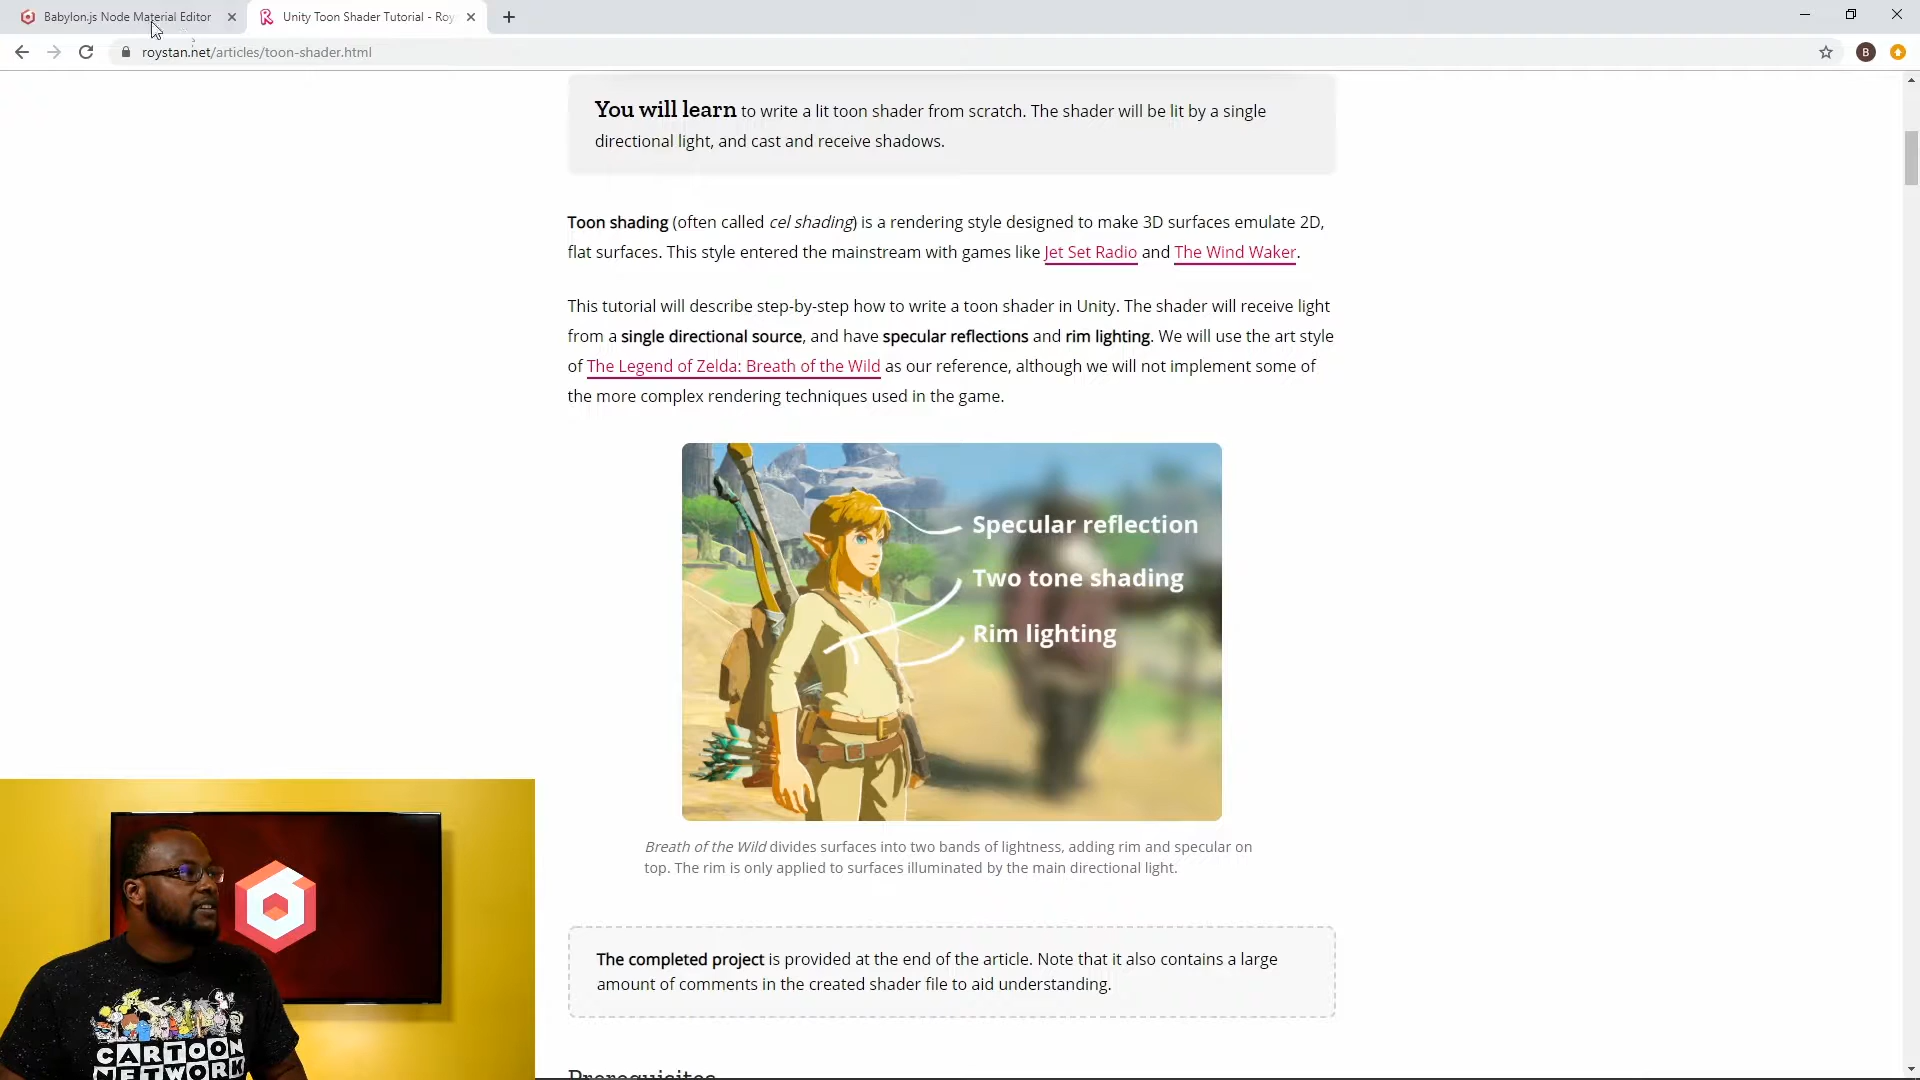 Babylon.js Node Material Editor
Unity Toon Shader Tutorial - Roy
roystan.net/articles/toon-shader.html
B
You will learn to write a lit toon shader from scratch. The shader will be lit by a single
directional light, and cast and receive shadows.
Toon shading (often called cel shading) is a rendering style designed to make 3D surfaces emulate 2D,
flat surfaces. This style entered the mainstream with games like Jet Set Radio and The Wind Waker.
This tutorial will describe step-by-step how to write a toon shader in Unity. The shader will receive light
from a single directional source, and have specular reflections and rim lighting. We will use the art style
of The Legend of Zelda: Breath of the Wild as our reference, although we will not implement some of
the more complex rendering techniques used in the game.
Specular reflection
Two tone shading
Rim lighting
Breath of the Wild divides surfaces into two bands of lightness, adding rim and specular on
top. The rim is only applied to surfaces illuminated by the main directional light.
The completed project is provided at the end of the article. Note that it also contains a large
amount of comments in the created shader file to aid understanding.
Prerequisites
CARTOON
NETWORK